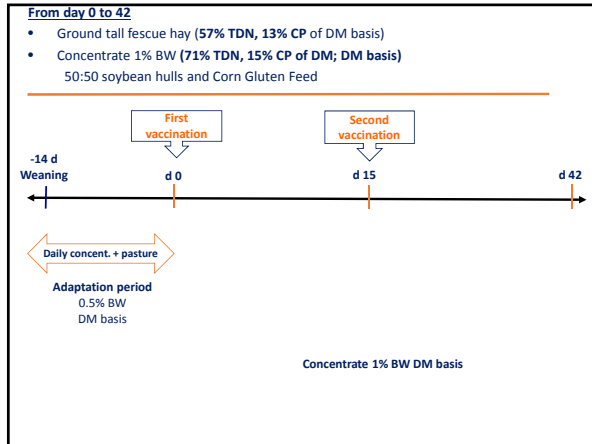 From day 0 to 42
• Ground tall fescue hay (57% TDN, 13% CP of DM basis)
• Concentrate 1% BW (71% TDN, 15% CP of DM; DM basis)
50:50 soybean hulls and Corn Gluten Feed
First
vaccination
Second
vaccination
-14 d
Weaning
d 0
d 15
d 42
Daily concent. + pasture
Adaptation period
0.5% BW
DM basis
Concentrate 1% BW DM basis